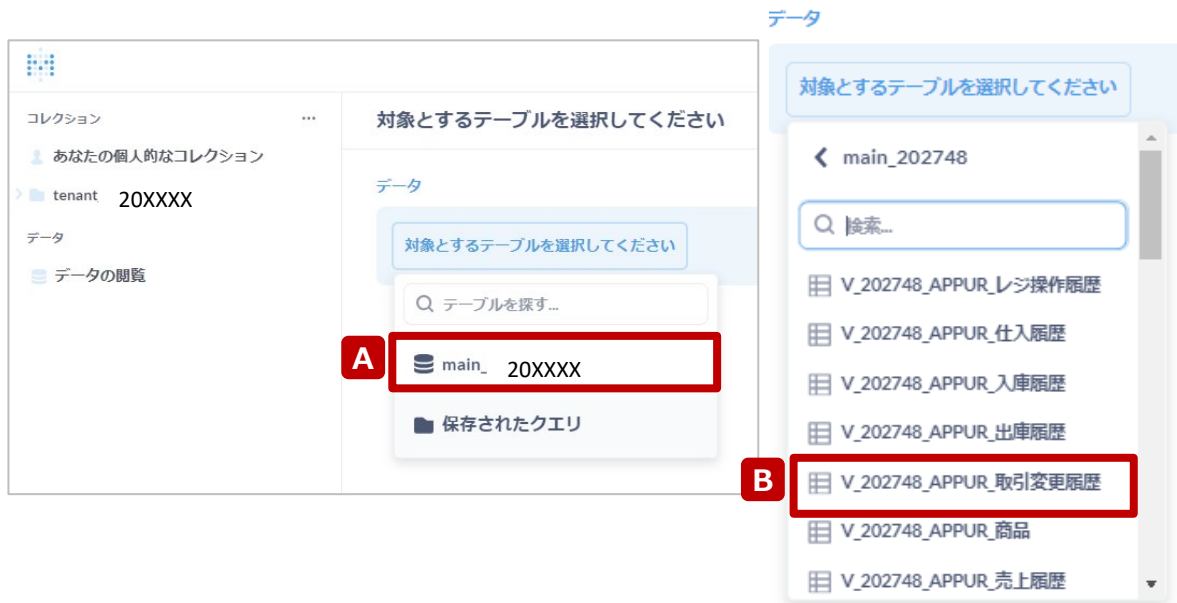 コレクション
...
あなたの個人的なコレクション
tenant 20XXXX
データ
データの閲覧
対象とするテーブルを選択してください
データ
対象とするテーブルを選択してください
テーブルを探す...
A
main_ 20XXXX
保存されたクエリ
データ
対象とするテーブルを選択してください
main_202748
検索...
V_202748_APPUR_レジ操作履歴
V_202748_APPUR_仕入履歴
V_202748_APPUR_入庫履歴
V_202748_APPUR_出庫履歴
B
V_202748_APPUR_取引変更履歴
V_202748_APPUR_商品
V_202748_APPUR_売上履歴